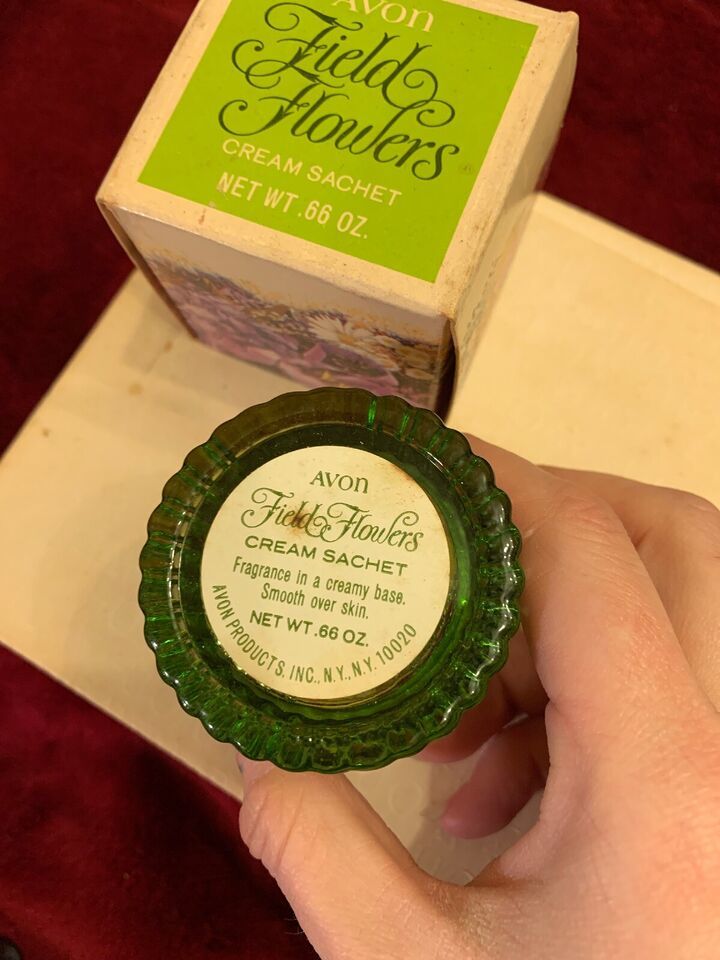 AVON
Field
Flowers
CREAM SACHET
NET WT .66 OZ.
AVON
Field Flowers
CREAM SACHET
Fragrance in a creamy base.
Smooth over skin.
NET WT .66 OZ.
AVON PRODUCTS, INC., N.Y., N.Y. 10020